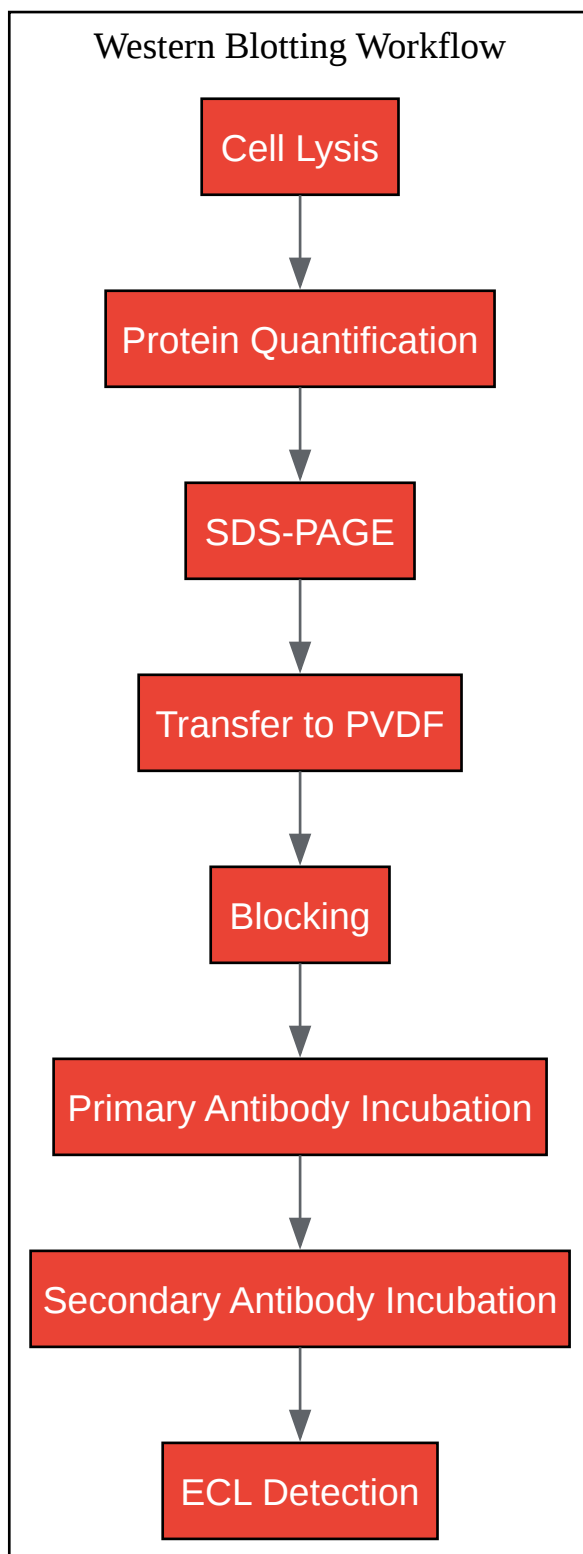 Western Blotting Workflow
Cell Lysis
Protein Quantification
SDS-PAGE
Transfer to PVDF
Blocking
Primary Antibody Incubation
Secondary Antibody Incubation
ECL Detection